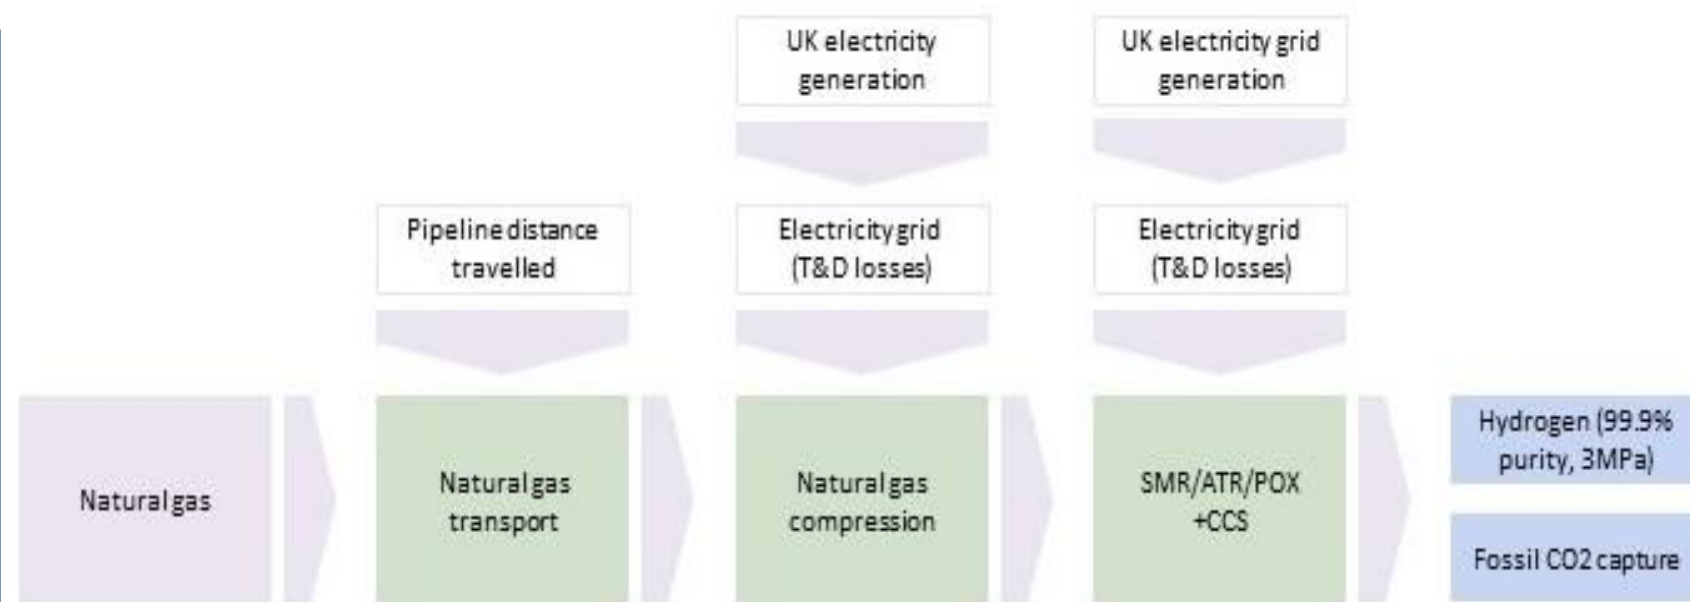 UK electricity
generation
UK electricity grid
generation
Pipeline distance
travelled
Electricity grid
(T&D losses)
Electricity grid
(T&D losses)
Natural gas
Natural gas
transport
Natural gas
compression
SMR/ATR/POX
+CCS
Hydrogen (99.9%
purity, 3MPa)
Fossil CO2 capture